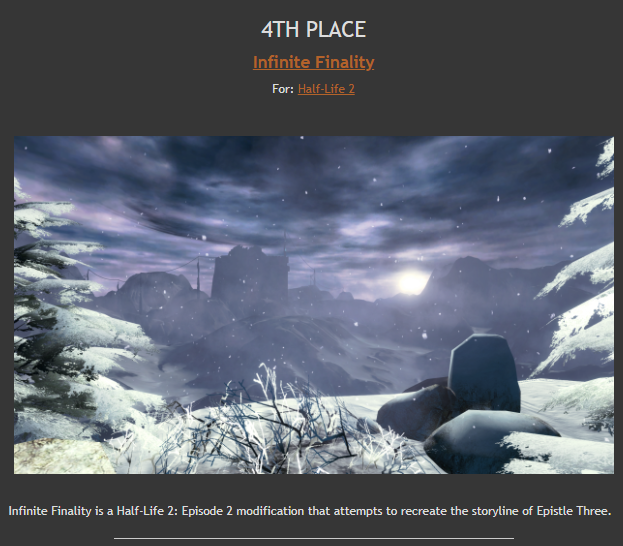 4TH PLACE
Infinite Finality
For: Half-Life 2
Infinite Finality is a Half-Life 2: Episode 2 modification that attempts to recreate the storyline of Epistle Three.